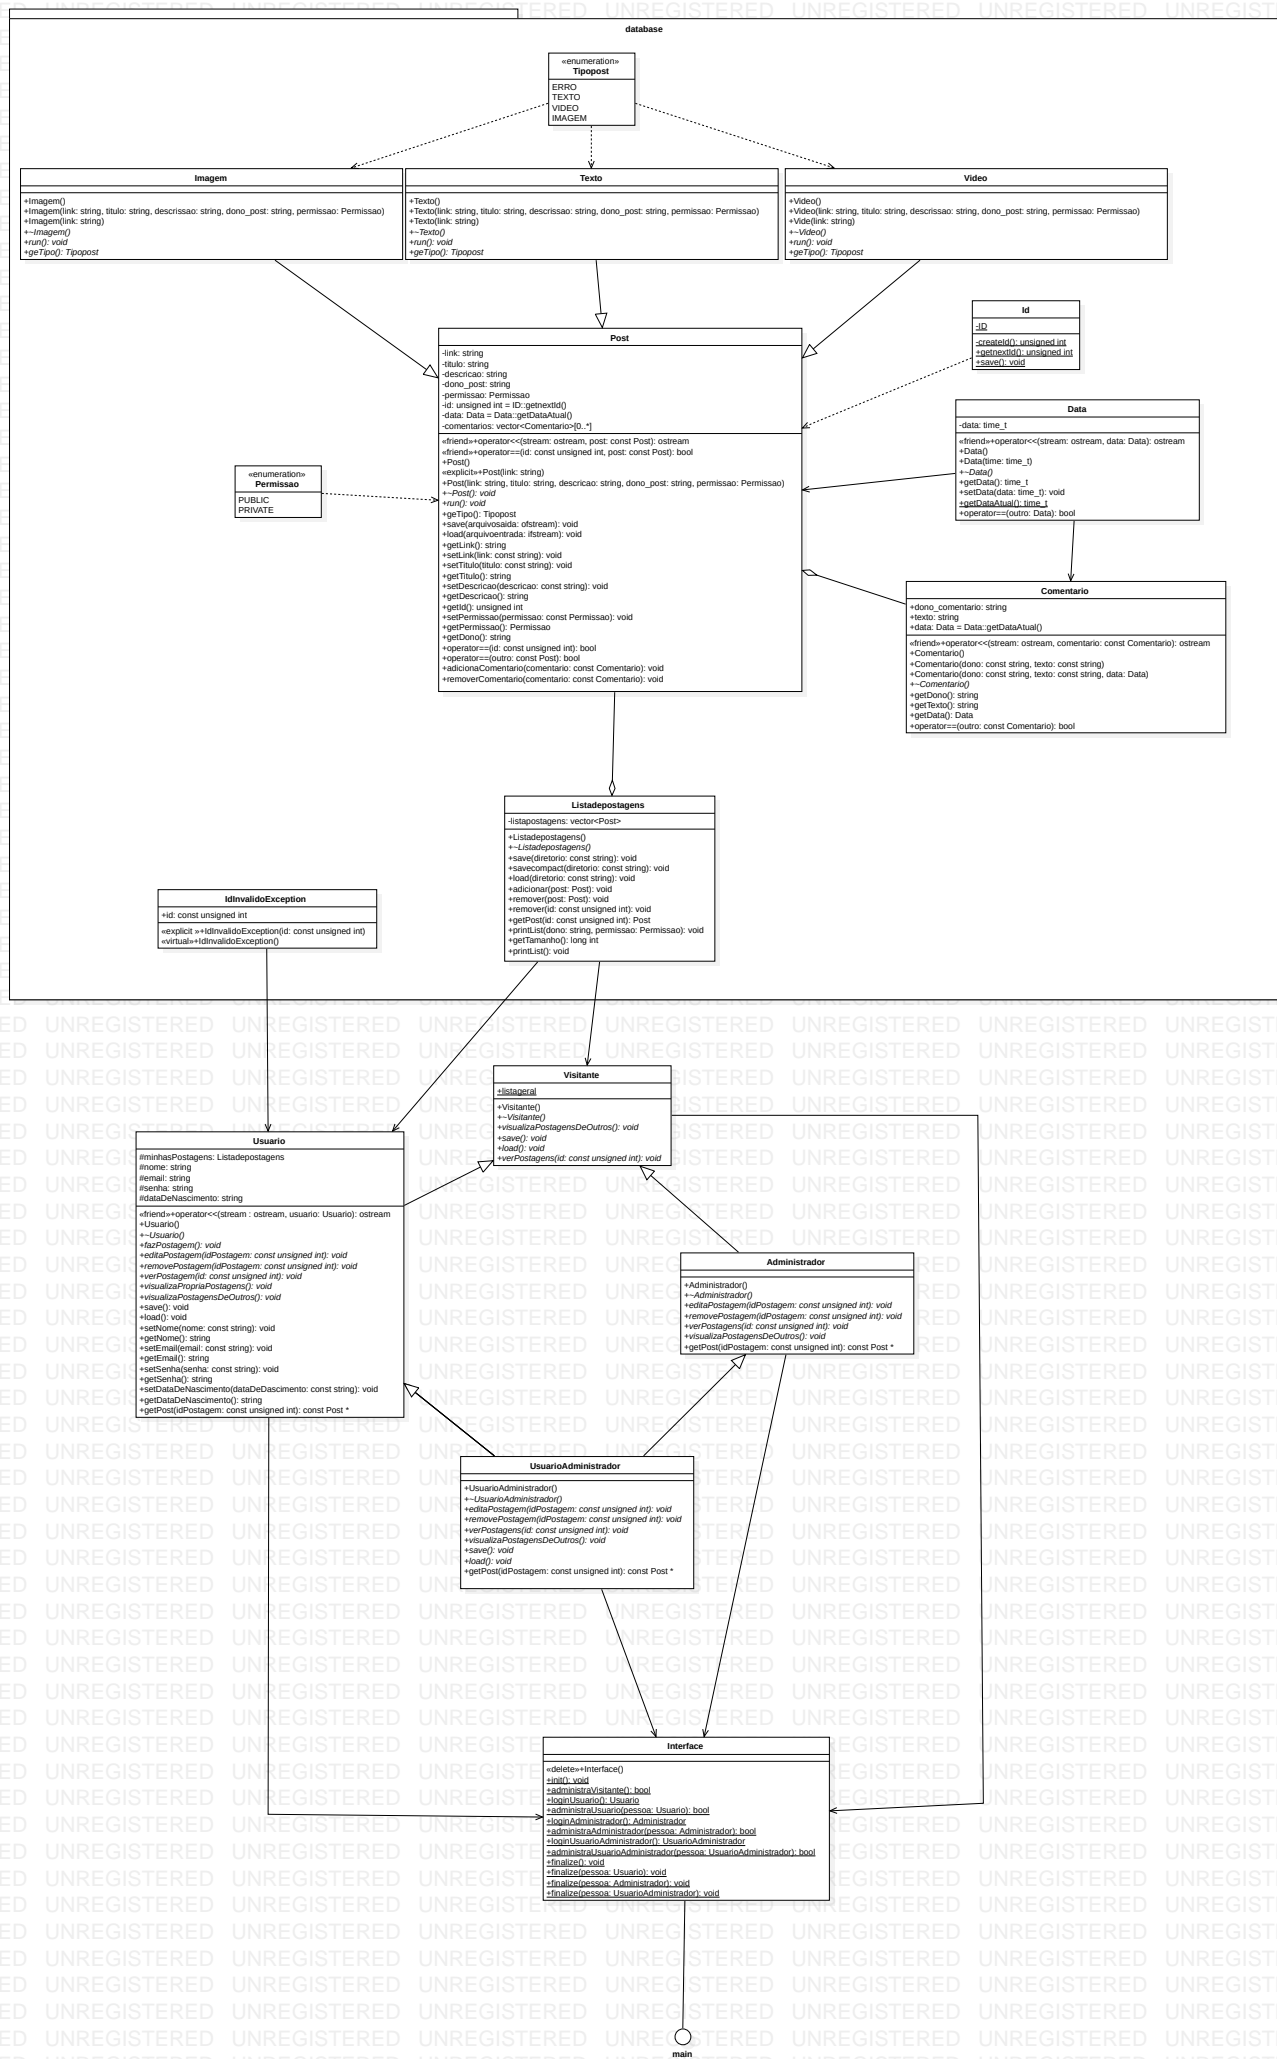 database
«enumeration»
Tipopost
ERRO
TEXTO
VIDEO
IMAGEM
Imagem
+Imagem()
+Imagem(link: string, titulo: string, descrissao: string, dono_post: string, permissao: Permissao)
+Imagem(link: string)
+~Imagem()
+run(): void
+geTipo(): Tipopost
Texto
+Texto()
+Texto(link: string, titulo: string, descrissao: string, dono_post: string, permissao: Permissao)
+Texto(link: string)
+~Texto()
+run(): void
+geTipo(): Tipopost
Video
+Video()
+Video(link: string, titulo: string, descrissao: string, dono_post: string, permissao: Permissao)
+Vide(link: string)
+~Video()
+run(): void
+geTipo(): Tipopost
Id
-ID
-createId(): unsigned int
+getnextId(): unsigned int
+save(): void
Post
-link: string
-titulo: string
-descricao: string
-dono_post: string
-permissao: Permissao
-id: unsigned int = ID::getnextId()
-data: Data = Data::getDataAtual()
-comentarios: vector<Comentario>[0..*]
«friend»+operator<<(stream: ostream, post: const Post): ostream
«friend»+operator==(id: const unsigned int, post: const Post): bool
+Post()
«explicit»+Post(link: string)
+Post(link: string, titulo: string, descricao: string, dono_post: string, permissao: Permissao)
+~Post(): void
+run(): void
+geTipo(): Tipopost
+save(arquivosaida: ofstream): void
+load(arquivoentrada: ifstream): void
+getLink(): string
+setLink(link: const string): void
+setTitulo(titulo: const string): void
+getTitulo(): string
+setDescricao(descricao: const string): void
+getDescricao(): string
+getId(): unsigned int
+setPermissao(permissao: const Permissao): void
+getPermissao(): Permissao
+getDono(): string
+operator==(id: const unsigned int): bool
+operator==(outro: const Post): bool
+adicionaComentario(comentario: const Comentario): void
+removerComentario(comentario: const Comentario): void
Data
-data: time_t
«friend»+operator<<(stream: ostream, data: Data): ostream
+Data()
+Data(time: time_t)
+~Data()
+getData(): time_t
+setData(data: time_t): void
+getDataAtual(): time_t
+operator==(outro: Data): bool
«enumeration»
Permissao
PUBLIC
PRIVATE
Comentario
+dono_comentario: string
+texto: string
+data: Data = Data::getDataAtual()
«friend»+operator<<(stream: ostream, comentario: const Comentario): ostream
+Comentario()
+Comentario(dono: const string, texto: const string)
+Comentario(dono: const string, texto: const string, data: Data)
+~Comentario()
+getDono(): string
+getTexto(): string
+getData(): Data
+operator==(outro: const Comentario): bool
Listadepostagens
-listapostagens: vector<Post>
+Listadepostagens()
+~Listadepostagens()
+save(diretorio: const string): void
+savecompact(diretorio: const string): void
+load(diretorio: const string): void
+adicionar(post: Post): void
+remover(post: Post): void
+remover(id: const unsigned int): void
+getPost(id: const unsigned int): Post
+printList(dono: string, permissao: Permissao): void
+getTamanho(): long int
+printList(): void
IdInvalidoException
+id: const unsigned int
«explicit »+IdInvalidoException(id: const unsigned int)
«virtual»+IdInvalidoException()
Visitante
+listageral
+Visitante()
+~Visitante()
+visualizaPostagensDeOutros(): void
+save(): void
+load(): void
+verPostagens(id: const unsigned int): void
Usuario
#minhasPostagens: Listadepostagens
#nome: string
#email: string
#senha: string
#dataDeNascimento: string
«friend»+operator<<(stream : ostream, usuario: Usuario): ostream
+Usuario()
+~Usuario()
+fazPostagem(): void
+editaPostagem(idPostagem: const unsigned int): void
+removePostagem(idPostagem: const unsigned int): void
+verPostagem(id: const unsigned int): void
+visualizaPropriaPostagens(): void
+visualizaPostagensDeOutros(): void
+save(): void
+load(): void
+setNome(nome: const string): void
+getNome(): string
+setEmail(email: const string): void
+getEmail(): string
+setSenha(senha: const string): void
+getSenha(): string
+setDataDeNascimento(dataDeDascimento: const string): void
+getDataDeNascimento(): string
+getPost(idPostagem: const unsigned int): const Post *
Administrador
+Administrador()
+~Administrador()
+editaPostagem(idPostagem: const unsigned int): void
+removePostagem(idPostagem: const unsigned int): void
+verPostagens(id: const unsigned int): void
+visualizaPostagensDeOutros(): void
+getPost(idPostagem: const unsigned int): const Post *
UsuarioAdministrador
+UsuarioAdministrador()
+~UsuarioAdministrador()
+editaPostagem(idPostagem: const unsigned int): void
+removePostagem(idPostagem: const unsigned int): void
+verPostagens(id: const unsigned int): void
+visualizaPostagensDeOutros(): void
+save(): void
+load(): void
+getPost(idPostagem: const unsigned int): const Post *
Interface
«delete»+Interface()
+init(): void
+administraVisitante(): bool
+loginUsuario(): Usuario
+administraUsuario(pessoa: Usuario): bool
+loginAdministrador(): Administrador
+administraAdministrador(pessoa: Administrador): bool
+loginUsuarioAdministrador(): UsuarioAdministrador
+administraUsuarioAdministrador(pessoa: UsuarioAdministrador): bool
+finalize(): void
+finalize(pessoa: Usuario): void
+finalize(pessoa: Administrador): void
+finalize(pessoa: UsuarioAdministrador): void
main